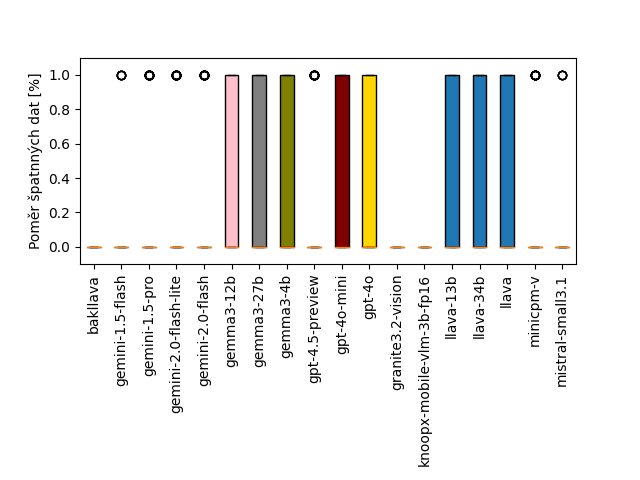 Poměr špatnných dat [%]
1.0
0.8
0.6
0.4
0.2
0.0
bakllava
gemini-1.5-flash
gemini-1.5-pro
gemini-2.0-flash-lite
gemini-2.0-flash
gemma3-12b
gemma3-27b
gemma3-4b
gpt-4.5-preview
gpt-4o-mini
gpt-4o
granite3.2-vision
knoopx-mobile-vlm-3b-fp16
llava-13b
llava-34b
llava
minicpm-v
mistral-small3.1